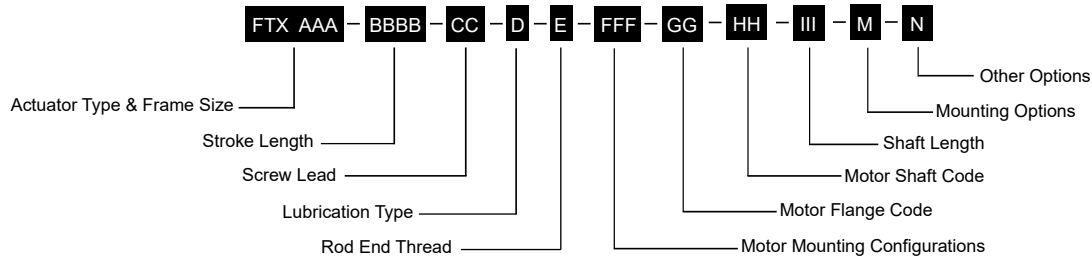 FTX AAA – BBBB – CC – D – E – FFF – GG – HH – III – M – N
Other Options
Actuator Type & Frame Size
Mounting Options
Stroke Length
Shaft Length
Screw Lead
Motor Shaft Code
Lubrication Type
Motor Flange Code
Rod End Thread
Motor Mounting Configurations